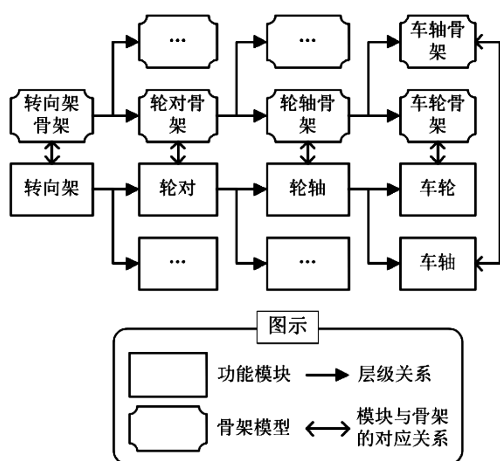 …
…
车轴骨
架
转向架
骨架
轮对骨
架
轮轴骨
架
车轮骨
架
转向架
轮对
轮轴
车轮
…
…
车轴
图示
功能模块
层级关系
骨架模型
模块与骨架
的对应关系